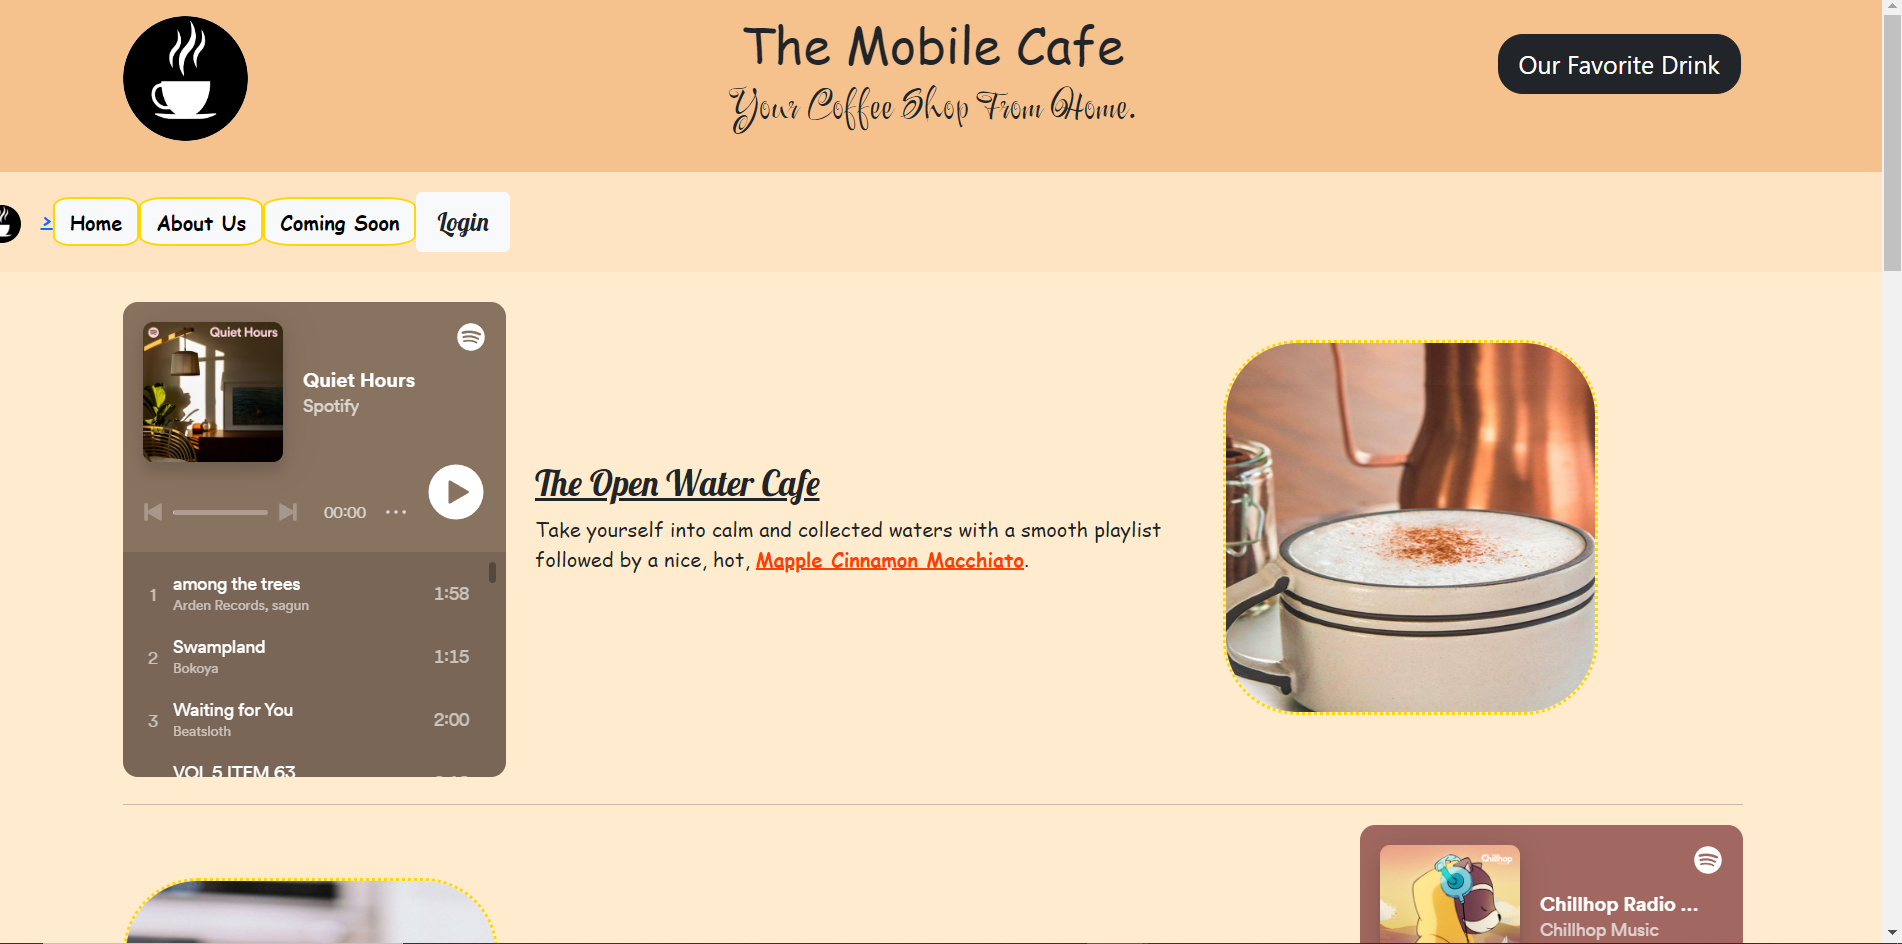 The Mobile Cafe
Your Coffee Shop From Home.
Our Favorite Drink
> Home About Us Coming Soon Login
Quiet Hours
Quiet Hours
Spotify
00:00 ...
1 among the trees 1:58
Arden Records, sagun
2 Swampland 1:15
Bokoya
3 Waiting for You 2:00
Beatsloth
VOL 5 ITEM 63
The Open Water Cafe
Take yourself into calm and collected waters with a smooth playlist
followed by a nice, hot, Mapple Cinnamon Macchiato.
Chillhop
Chillhop Radio ...
Chillhop Music